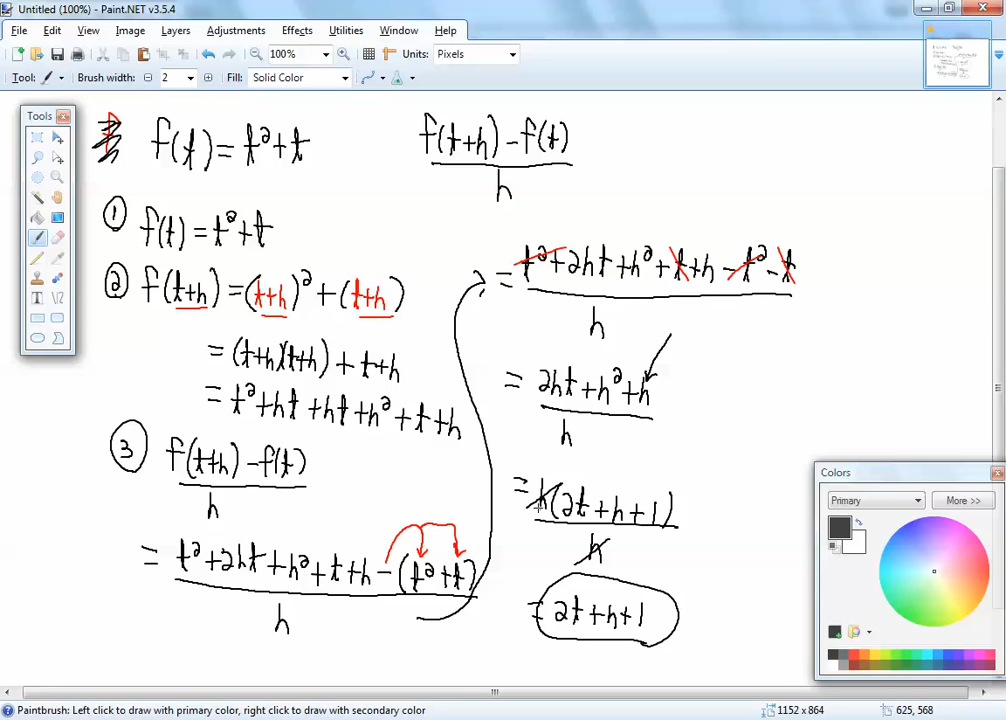 Untitled (100%) - Paint.NET v3.5.4
File Edit View Image Layers Adjustments Effects Utilities Window Help
100% Units: Pixels
Tool: Brush width: 2 Fill: Solid Color
Tools
f(t) = t² + t
f(t+h) - f(t)
h
① f(t) = t² + t
② f(t+h) = (t+h)² + (t+h)
= (t+h)(t+h) + t+h
= t² + ht + ht + h² + t + h
③ f(t+h) - f(t)
h
= t² + 2ht + h² + t + h - (t² + t)
h
= t² + 2ht + h² + t + h - t² - t
h
= 2ht + h² + h
h
= h(2t + h + 1)
h
= 2t + h + 1
Colors
Primary More >>
Paintbrush: Left click to draw with primary color, right click to draw with secondary color
1152 x 864
625, 568